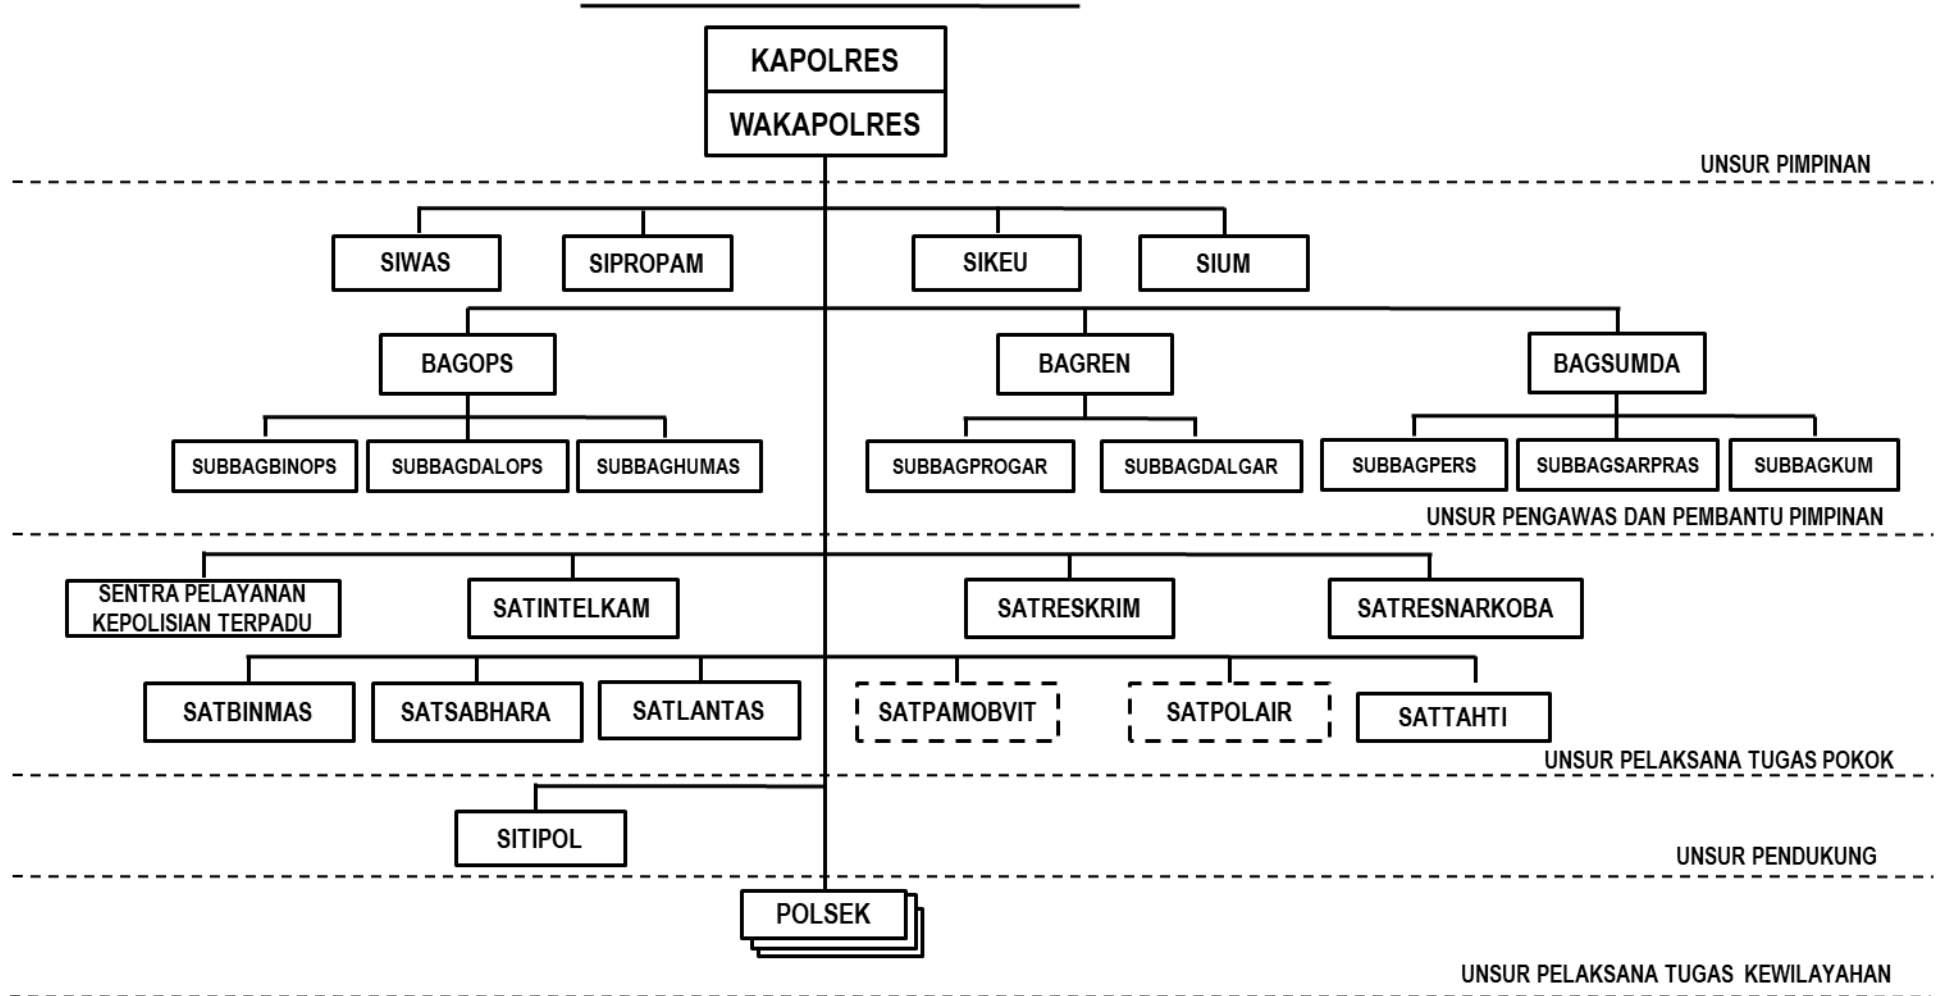 KAPOLRES
WAKAPOLRES
UNSUR PIMPINAN
SIWAS
SIPROPAM
SIKEU
SIUM
BAGOPS
BAGREN
BAGSUMDA
SUBBAGBINOPS
SUBBAGDALOPS
SUBBAGHUMAS
SUBBAGPROGAR
SUBBAGDALGAR
SUBBAGPERS
SUBBAGSARPRAS
SUBBAGKUM
UNSUR PENGAWAS DAN PEMBANTU PIMPINAN
SENTRA PELAYANAN
KEPOLISIAN TERPADU
SATINTELKAM
SATRESKRIM
SATRESNARKOBA
SATBINMAS
SATSABHARA
SATLANTAS
SATPAMOBVIT
SATPOLAIR
SATTAHTI
UNSUR PELAKSANA TUGAS POKOK
SITIPOL
UNSUR PENDUKUNG
POLSEK
UNSUR PELAKSANA TUGAS KEWILAYAHAN